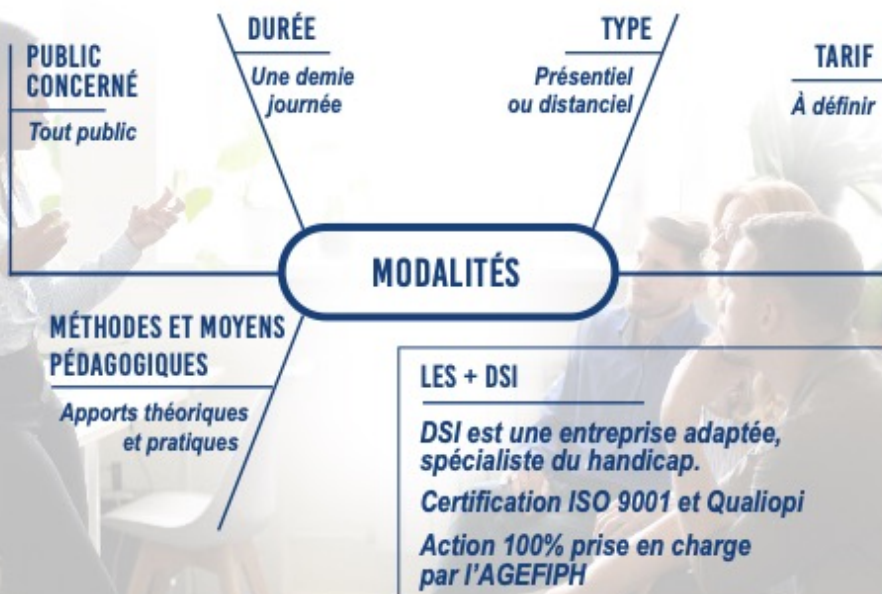 PUBLIC
CONCERNÉ
Tout public
DURÉE
Une demie
journée
TYPE
Présentiel
ou distanciel
TARIF
À définir
MODALITÉS
MÉTHODES ET MOYENS
PÉDAGOGIQUES
Apports théoriques
et pratiques
LES + DSI
DSI est une entreprise adaptée,
spécialiste du handicap.
Certification ISO 9001 et Qualiopi
Action 100% prise en charge
par l'AGEFIPH